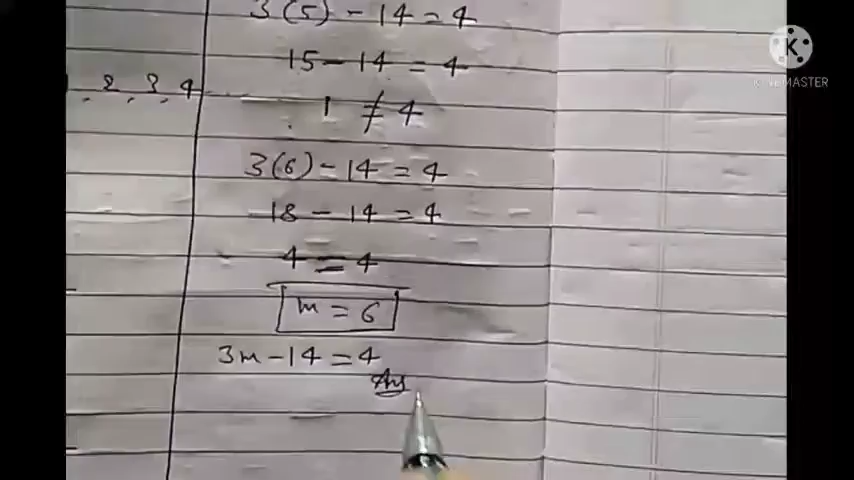 3(5) - 14 = 4
15 - 14 = 4
1, 2, 3, 4
1 ≠ 4
3(6) - 14 = 4
18 - 14 = 4
4 = 4
m = 6
3m - 14 = 4
Ans
K
KINEMASTER